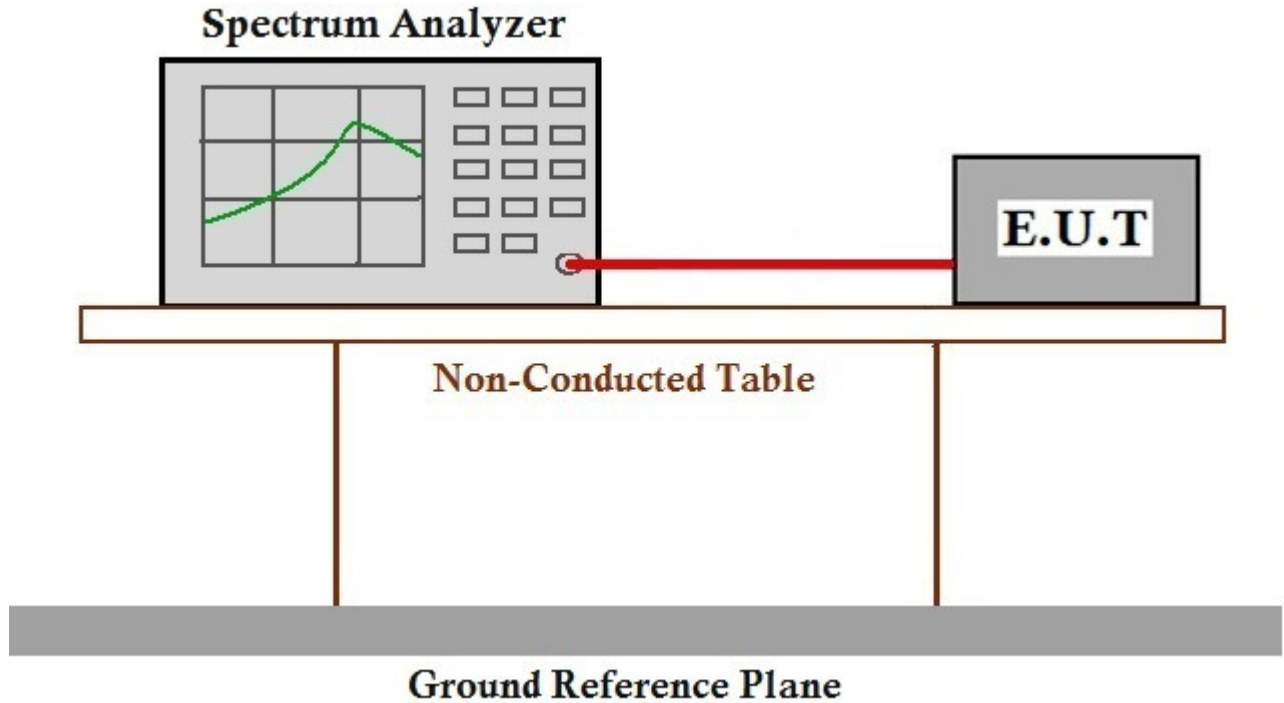 Spectrum Analyzer
E.U.T
Non-Conducted Table
Ground Reference Plane